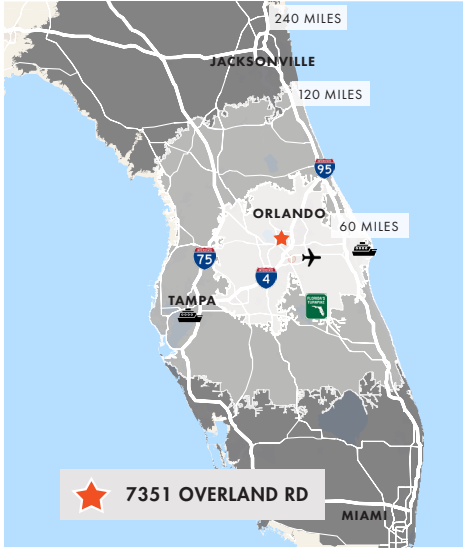 240 MILES
JACKSONVILLE
120 MILES
95
ORLANDO
60 MILES
75
4
FLORIDA'S
TURNPIKE
TAMPA
7351 OVERLAND RD
MIAMI